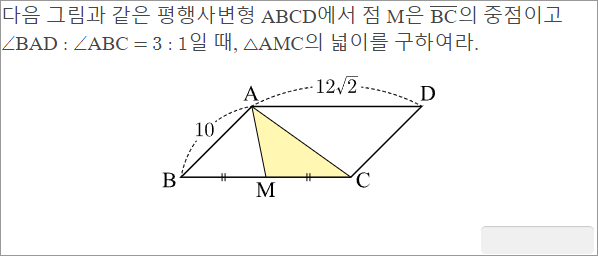 다음 그림과 같은 평행사변형 ABCD에서 점 M은 B̅C̅의 중점이고
∠BAD : ∠ABC = 3 : 1일 때, △AMC의 넓이를 구하여라.
12√2
A
D
10
B
M
C